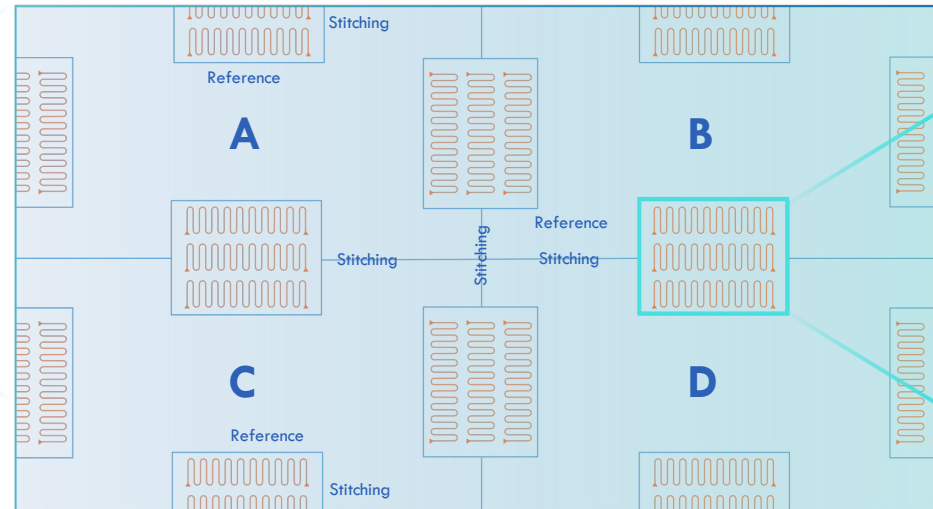 Stitching
Reference
A
B
Reference
Stitching
Stitching
Stitching
C
D
Reference
Stitching